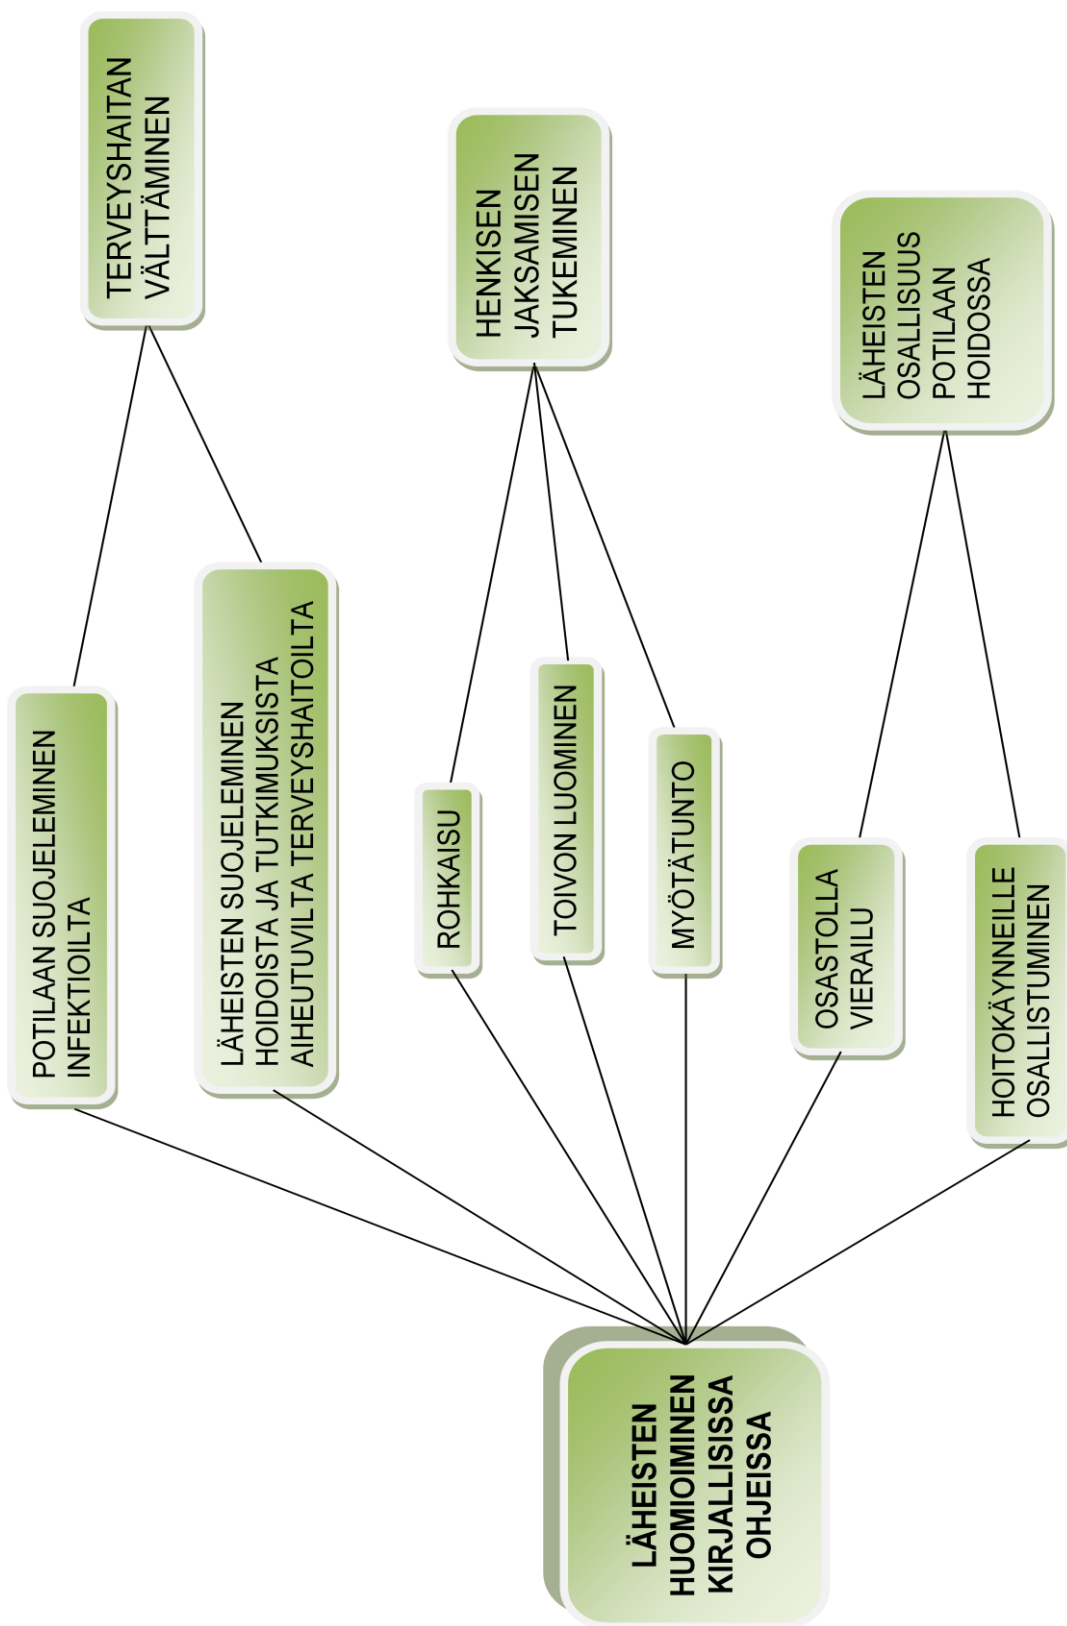 LÄHEISTEN
HUOMIOIMINEN
KIRJALLISISSA
OHJEISSA
POTILAAN SUOJELEMINEN
INFEKTIOILTA
LÄHEISTEN SUOJELEMINEN
HOIDOISTA JA TUTKIMUKSISTA
AIHEUTUVILTA TERVEYSHAITOILTA
ROHKAISU
TOIVON LUOMINEN
MYÖTÄTUNTO
OSASTOLLA
VIERAILU
HOITOKÄYNNEILLE
OSALLISTUMINEN
TERVEYSHAITAN
VÄLTTÄMINEN
HENKISEN
JAKSAMISEN
TUKEMINEN
LÄHEISTEN
OSALLISUUS
POTILAAN
HOIDOSSA